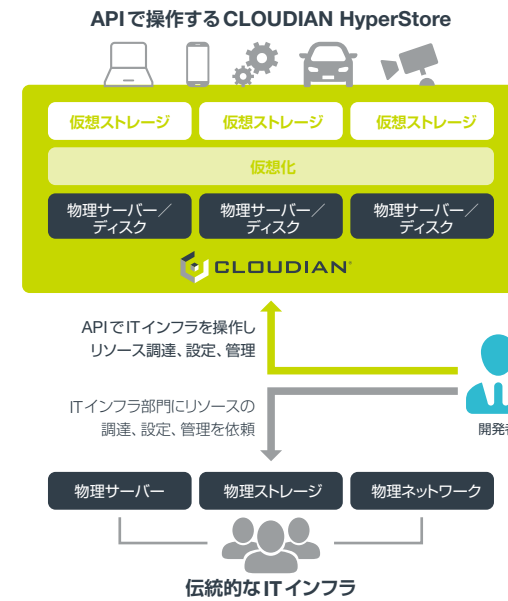 APIで操作するCLOUDIAN HyperStore
仮想ストレージ 仮想ストレージ 仮想ストレージ
仮想化
物理サーバー／ 物理サーバー／ 物理サーバー／
ディスク ディスク ディスク
CLOUDIAN
APIでITインフラを操作し
リソース調達、設定、管理
ITインフラ部門にリソースの
調達、設定、管理を依頼
開発
物理サーバー 物理ストレージ 物理ネットワーク
伝統的なITインフラ